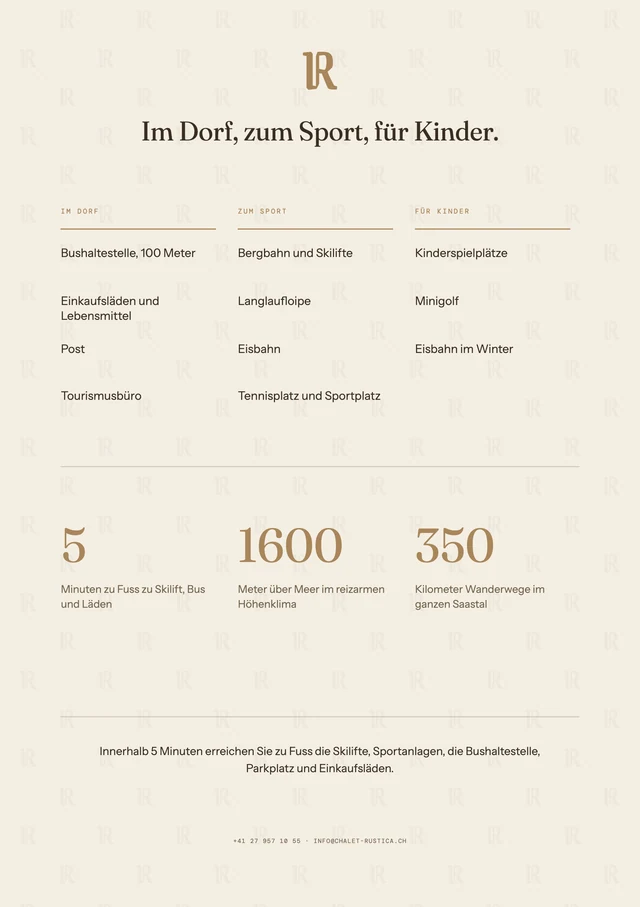 R
Im Dorf, zum Sport, für Kinder.
IM DORF
Bushaltestelle, 100 Meter
Einkaufsläden und
Lebensmittel
Post
Tourismusbüro
ZUM SPORT
Bergbahn und Skilifte
Langlaufloipe
Eisbahn
Tennisplatz und Sportplatz
FÜR KINDER
Kinderspielplätze
Minigolf
Eisbahn im Winter
5
Minuten zu Fuss zu Skilift, Bus
und Läden
1600
Meter über Meer im reizarmen
Höhenklima
350
Kilometer Wanderwege im
ganzen Saastal
Innerhalb 5 Minuten erreichen Sie zu Fuss die Skilifte, Sportanlagen, die Bushaltestelle,
Parkplatz und Einkaufsläden.
+41 27 957 10 55 · INFO@CHALET-RUSTICA.CH